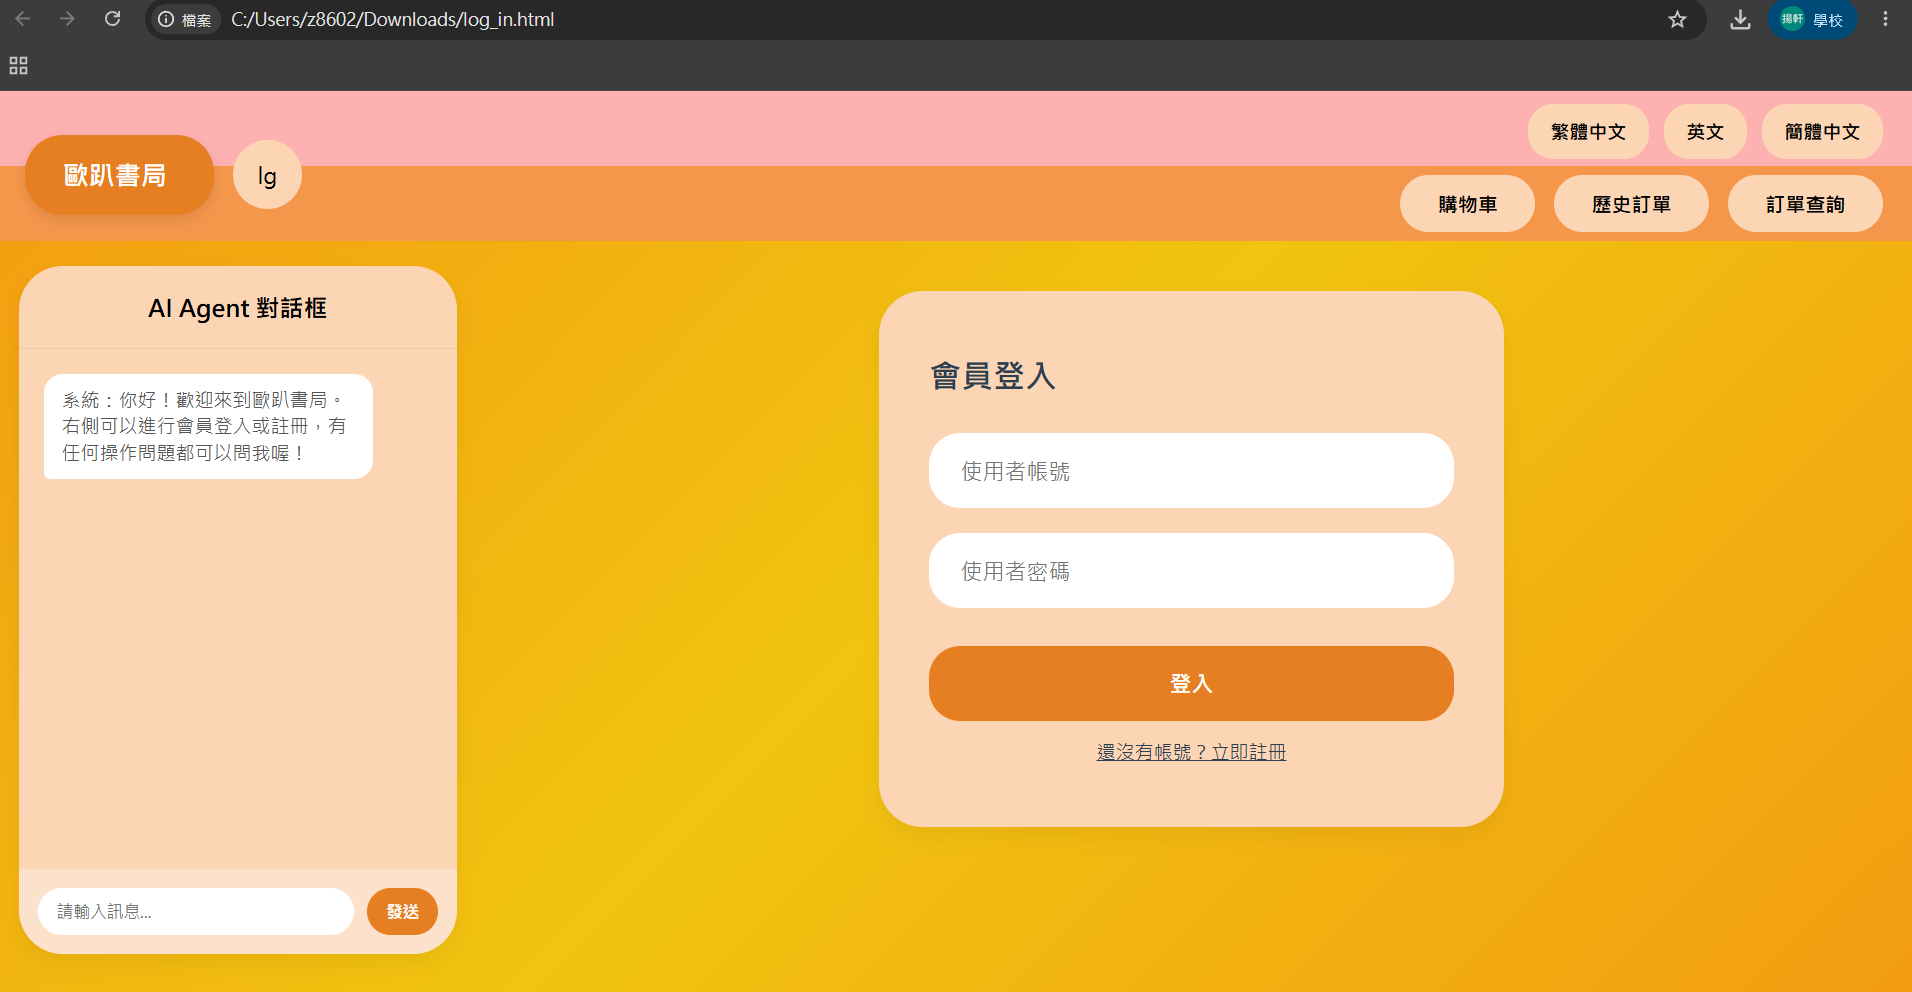 檔案 C:/Users/z8602/Downloads/log_in.html
揚軒 學校
繁體中文 英文 簡體中文
歐趴書局 lg
購物車 歷史訂單 訂單查詢
AI Agent 對話框
系統：你好！歡迎來到歐趴書局。
右側可以進行會員登入或註冊，有
任何操作問題都可以問我喔！
請輸入訊息...
發送
會員登入
使用者帳號
使用者密碼
登入
還沒有帳號？立即註冊